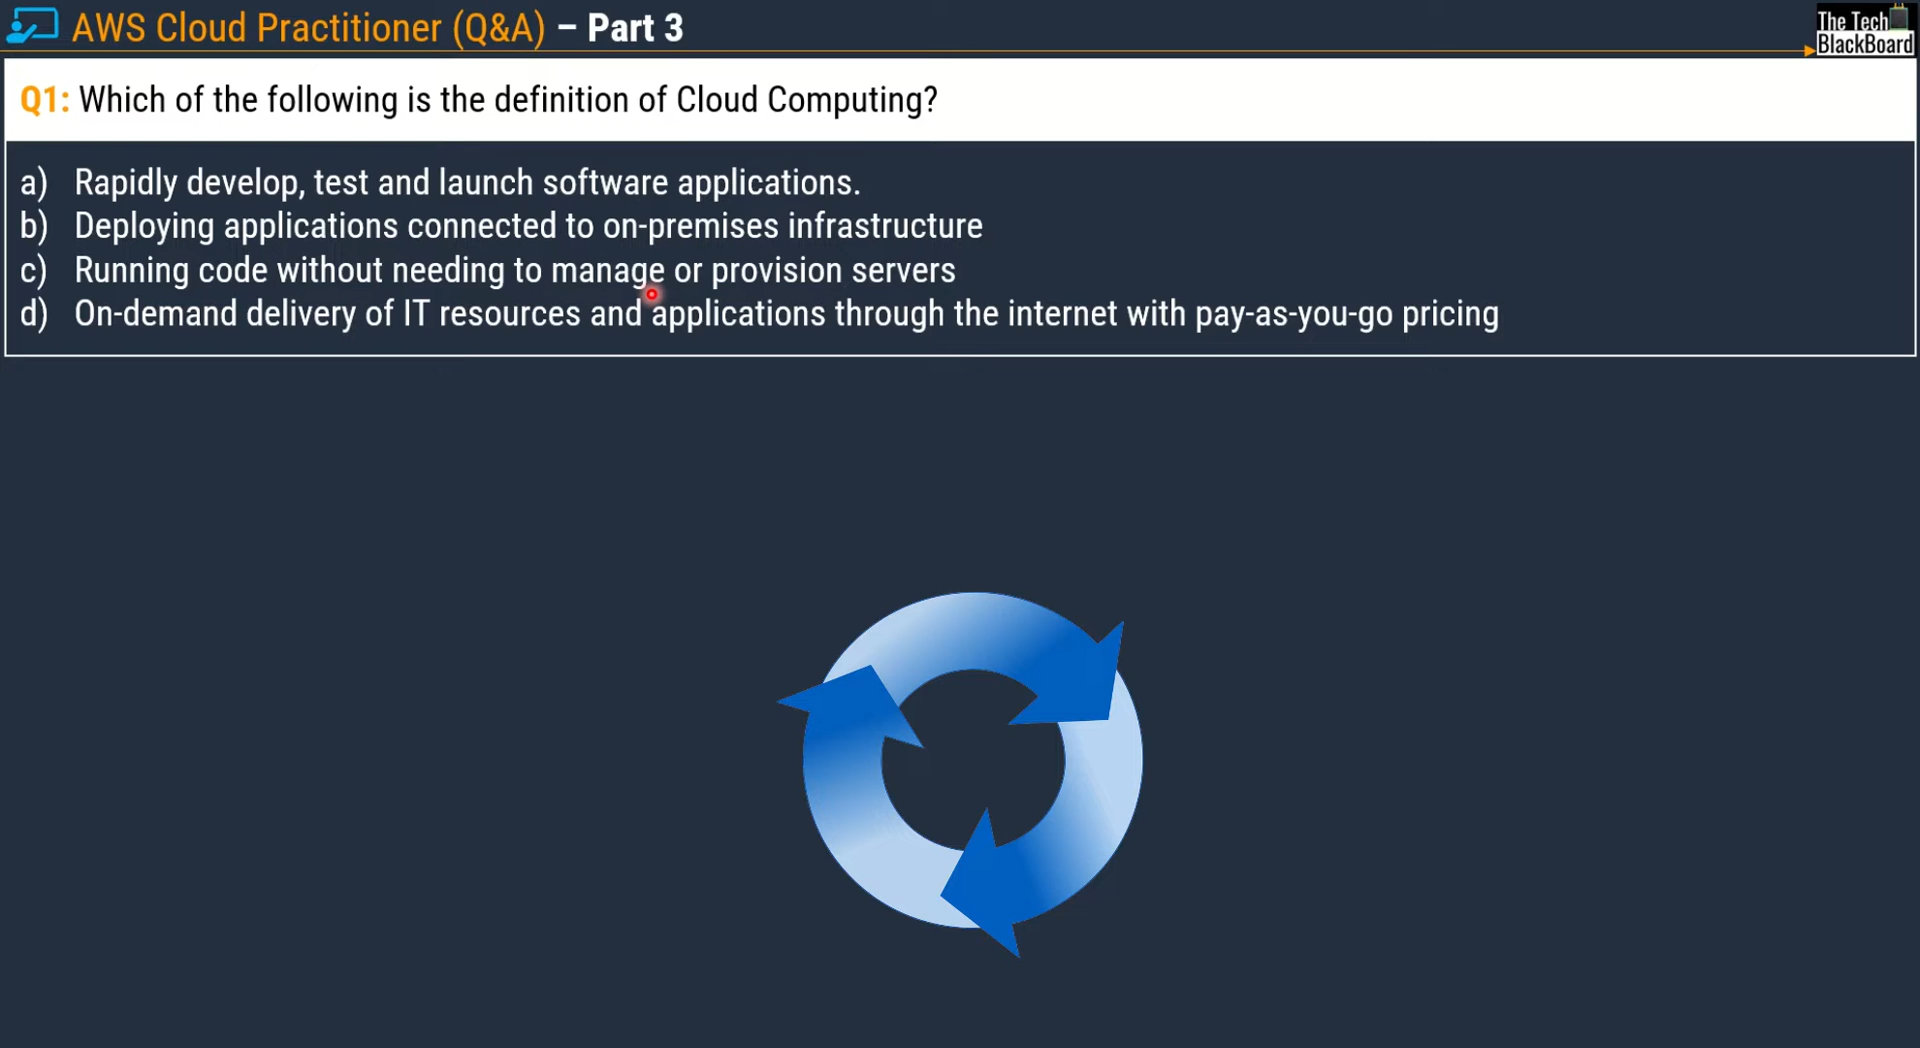 AWS Cloud Practitioner (Q&A) – Part 3
The Tech
BlackBoard
Q1: Which of the following is the definition of Cloud Computing?
a) Rapidly develop, test and launch software applications.
b) Deploying applications connected to on-premises infrastructure
c) Running code without needing to manage or provision servers
d) On-demand delivery of IT resources and applications through the internet with pay-as-you-go pricing